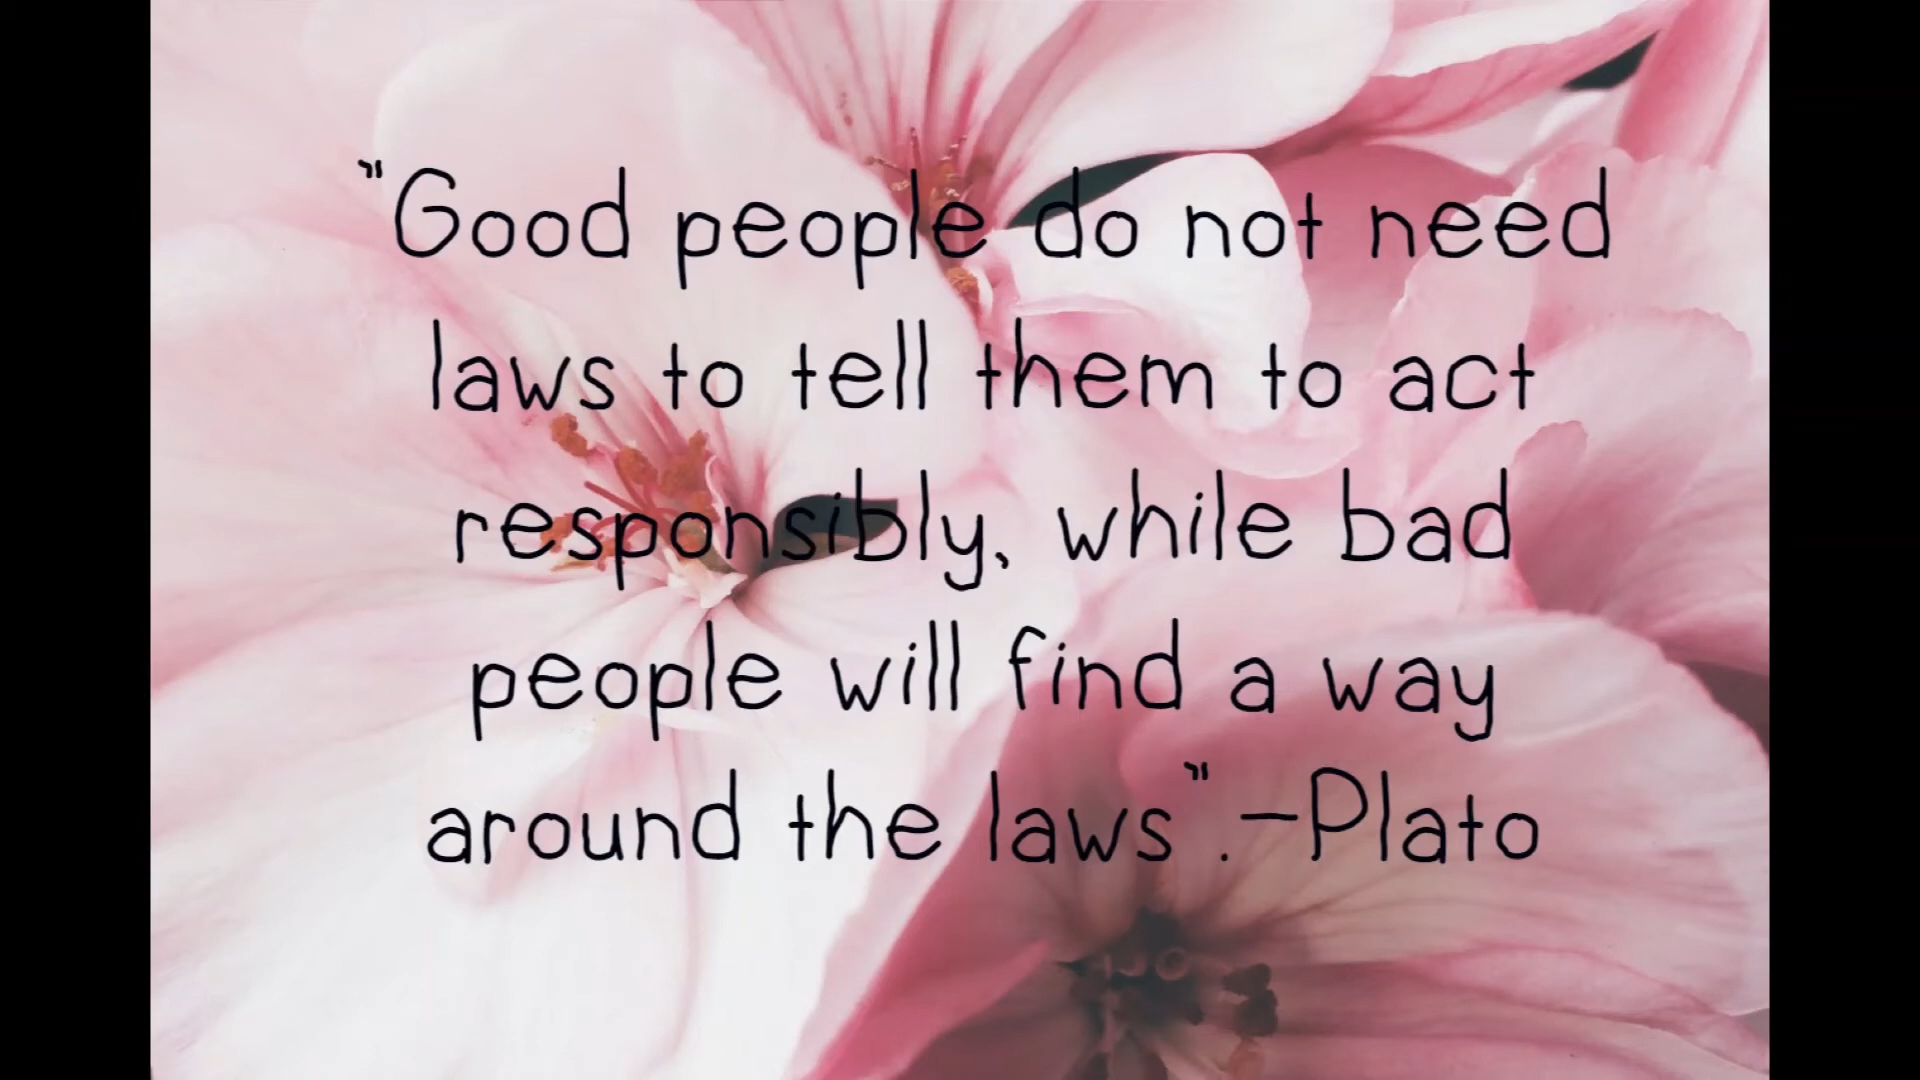 "Good people do not need
laws to tell them to act
responsibly, while bad
people will find a way
around the laws".-Plato